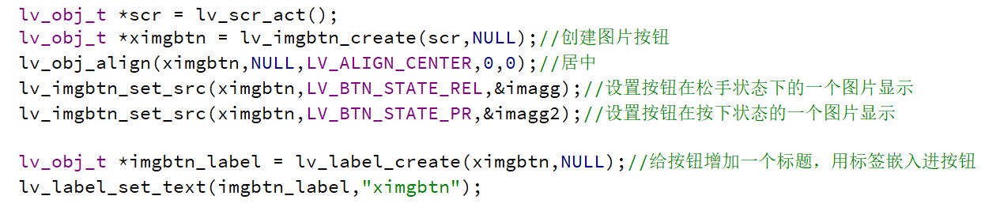 lv_obj_t *scr = lv_scr_act();
lv_obj_t *ximgbtn = lv_imgbtn_create(scr,NULL);//创建图片按钮
lv_obj_align(ximgbtn,NULL,LV_ALIGN_CENTER,0,0);//居中
lv_imgbtn_set_src(ximgbtn,LV_BTN_STATE_REL,&imagg);//设置按钮在松手状态下的一个图片显示
lv_imgbtn_set_src(ximgbtn,LV_BTN_STATE_PR,&imagg2);//设置按钮在按下状态的一个图片显示
lv_obj_t *imgbtn_label = lv_label_create(ximgbtn,NULL);//给按钮增加一个标题，用标签嵌入进按钮
lv_label_set_text(imgbtn_label,"ximgbtn");